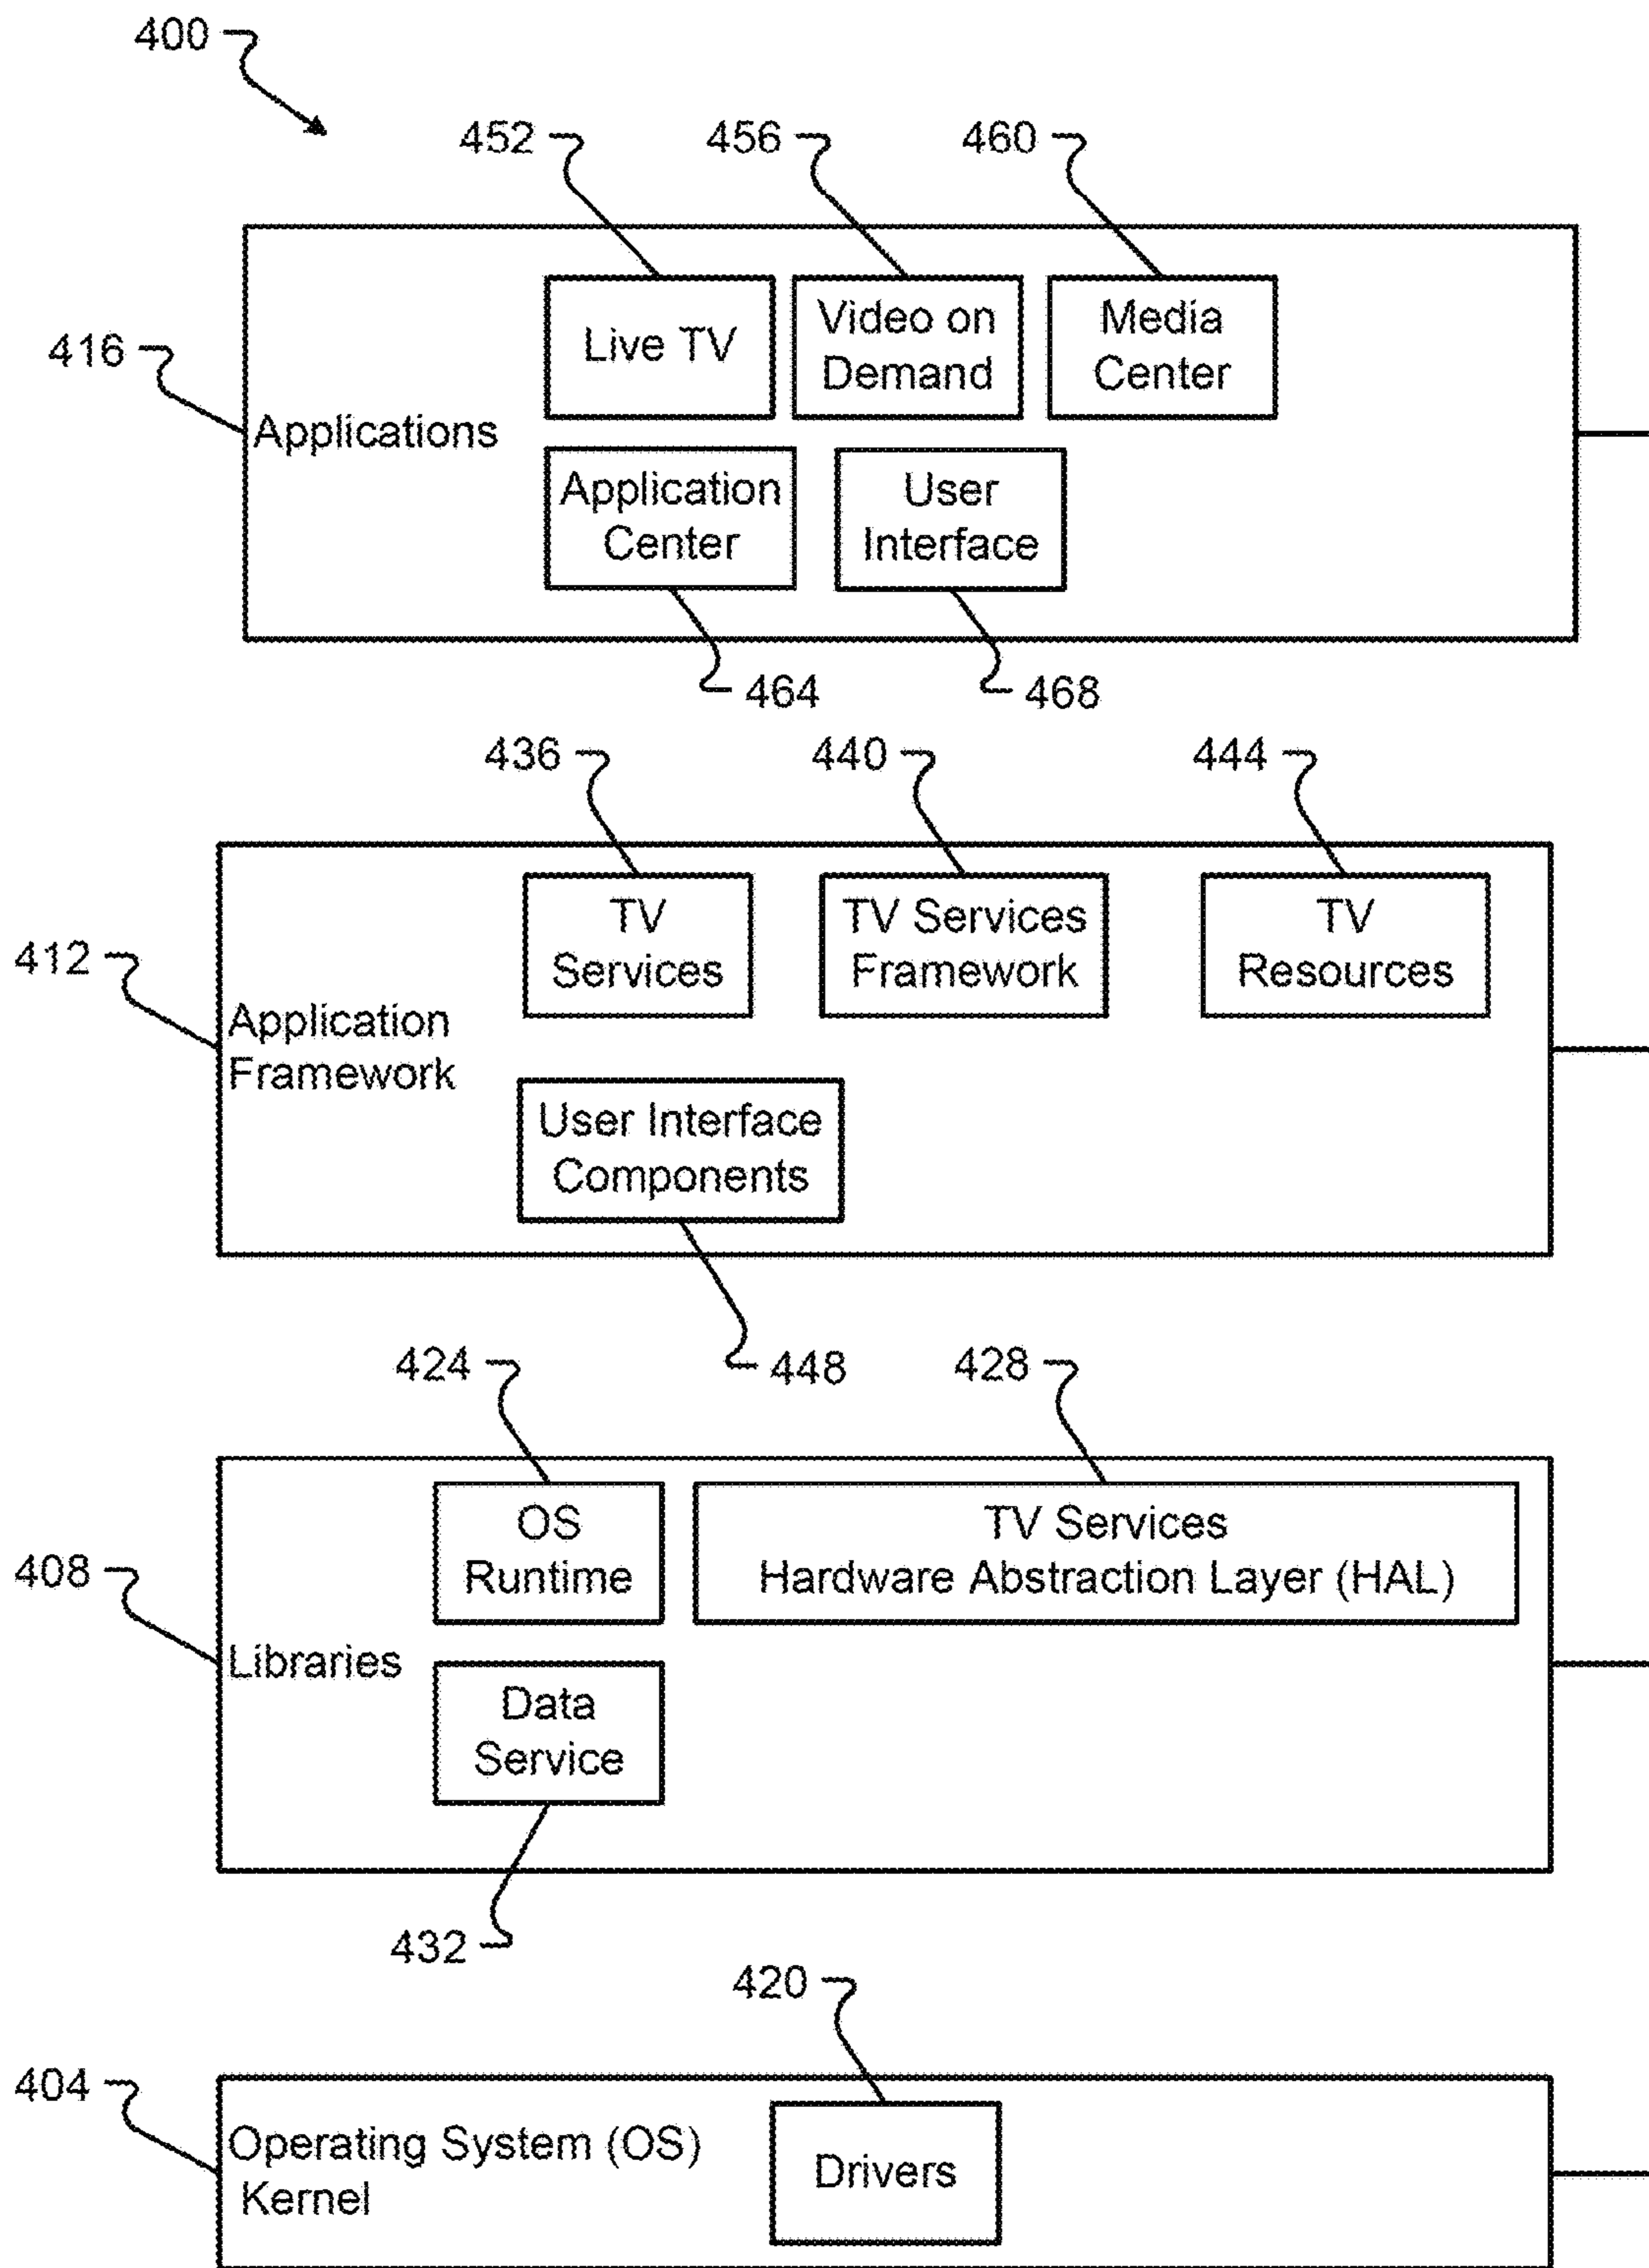 400
452
456
460
416
Applications
Live TV
Video on
Demand
Media
Center
Application
Center
User
Interface
464
468
436
440
444
412
Application
Framework
TV
Services
TV Services
Framework
TV
Resources
User Interface
Components
448
424
428
408
Libraries
OS
Runtime
TV Services
Hardware Abstraction Layer (HAL)
Data
Service
432
420
404
Operating System (OS)
Kernel
Drivers